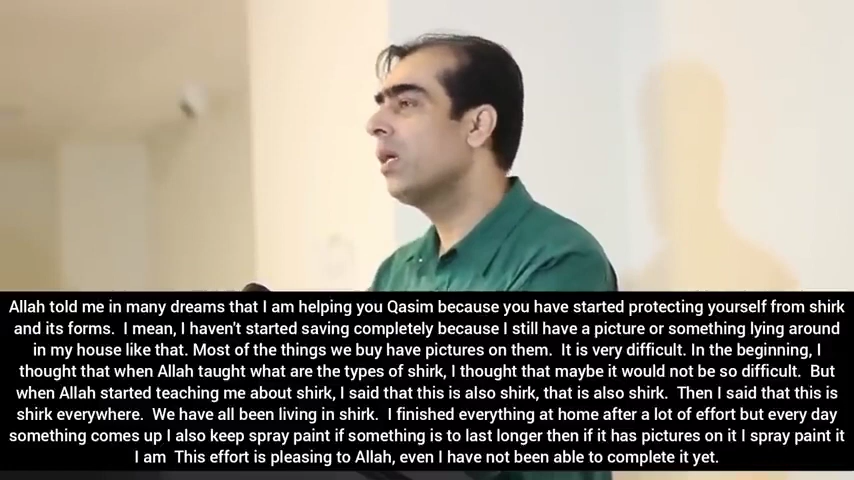 Allah told me in many dreams that I am helping you Qasim because you have started protecting yourself from shirk
and its forms.  I mean, I haven't started saving completely because I still have a picture or something lying around
in my house like that. Most of the things we buy have pictures on them.  It is very difficult. In the beginning, I
thought that when Allah taught what are the types of shirk, I thought that maybe it would not be so difficult.  But
when Allah started teaching me about shirk, I said that this is also shirk, that is also shirk.  Then I said that this is
shirk everywhere.  We have all been living in shirk.  I finished everything at home after a lot of effort but every day
something comes up I also keep spray paint if something is to last longer then if it has pictures on it I spray paint it
I am  This effort is pleasing to Allah, even I have not been able to complete it yet.